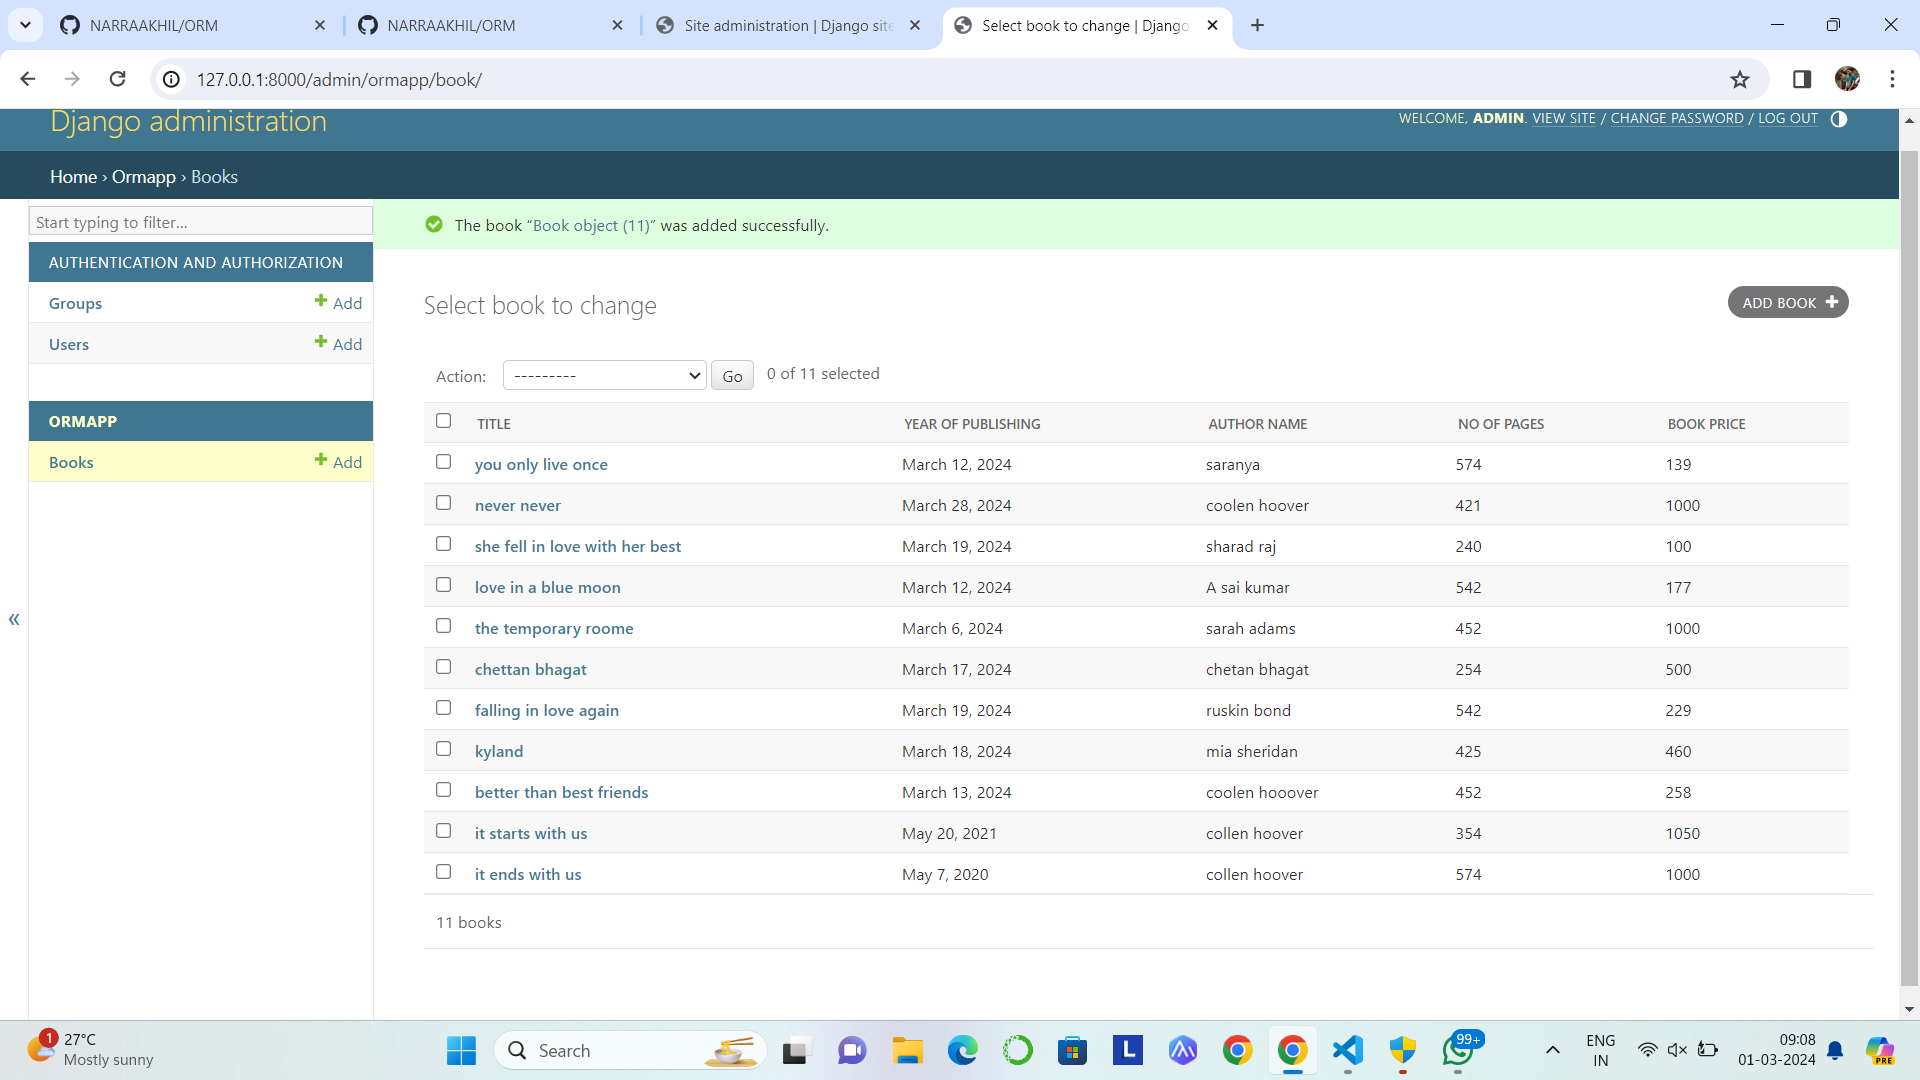 NARRAAKHIL/ORM
NARRAAKHIL/ORM
Site administration | Django site
Select book to change | Django
127.0.0.1:8000/admin/ormapp/book/
Django administration
WELCOME, ADMIN. VIEW SITE / CHANGE PASSWORD / LOG OUT
Home › Ormapp › Books
Start typing to filter...
The book “Book object (11)” was added successfully.
AUTHENTICATION AND AUTHORIZATION
Groups + Add
Users + Add
ORMAPP
Books + Add
«
Select book to change
ADD BOOK +
Action: --------- Go 0 of 11 selected
TITLE YEAR OF PUBLISHING AUTHOR NAME NO OF PAGES BOOK PRICE
you only live once March 12, 2024 saranya 574 139
never never March 28, 2024 coolen hoover 421 1000
she fell in love with her best March 19, 2024 sharad raj 240 100
love in a blue moon March 12, 2024 A sai kumar 542 177
the temporary roome March 6, 2024 sarah adams 452 1000
chettan bhagat March 17, 2024 chetan bhagat 254 500
falling in love again March 19, 2024 ruskin bond 542 229
kyland March 18, 2024 mia sheridan 425 460
better than best friends March 13, 2024 coolen hooover 452 258
it starts with us May 20, 2021 collen hoover 354 1050
it ends with us May 7, 2020 collen hoover 574 1000
11 books
1
27°C
Mostly sunny
Search
L
99+
ENG
IN
09:08
01-03-2024
PRE